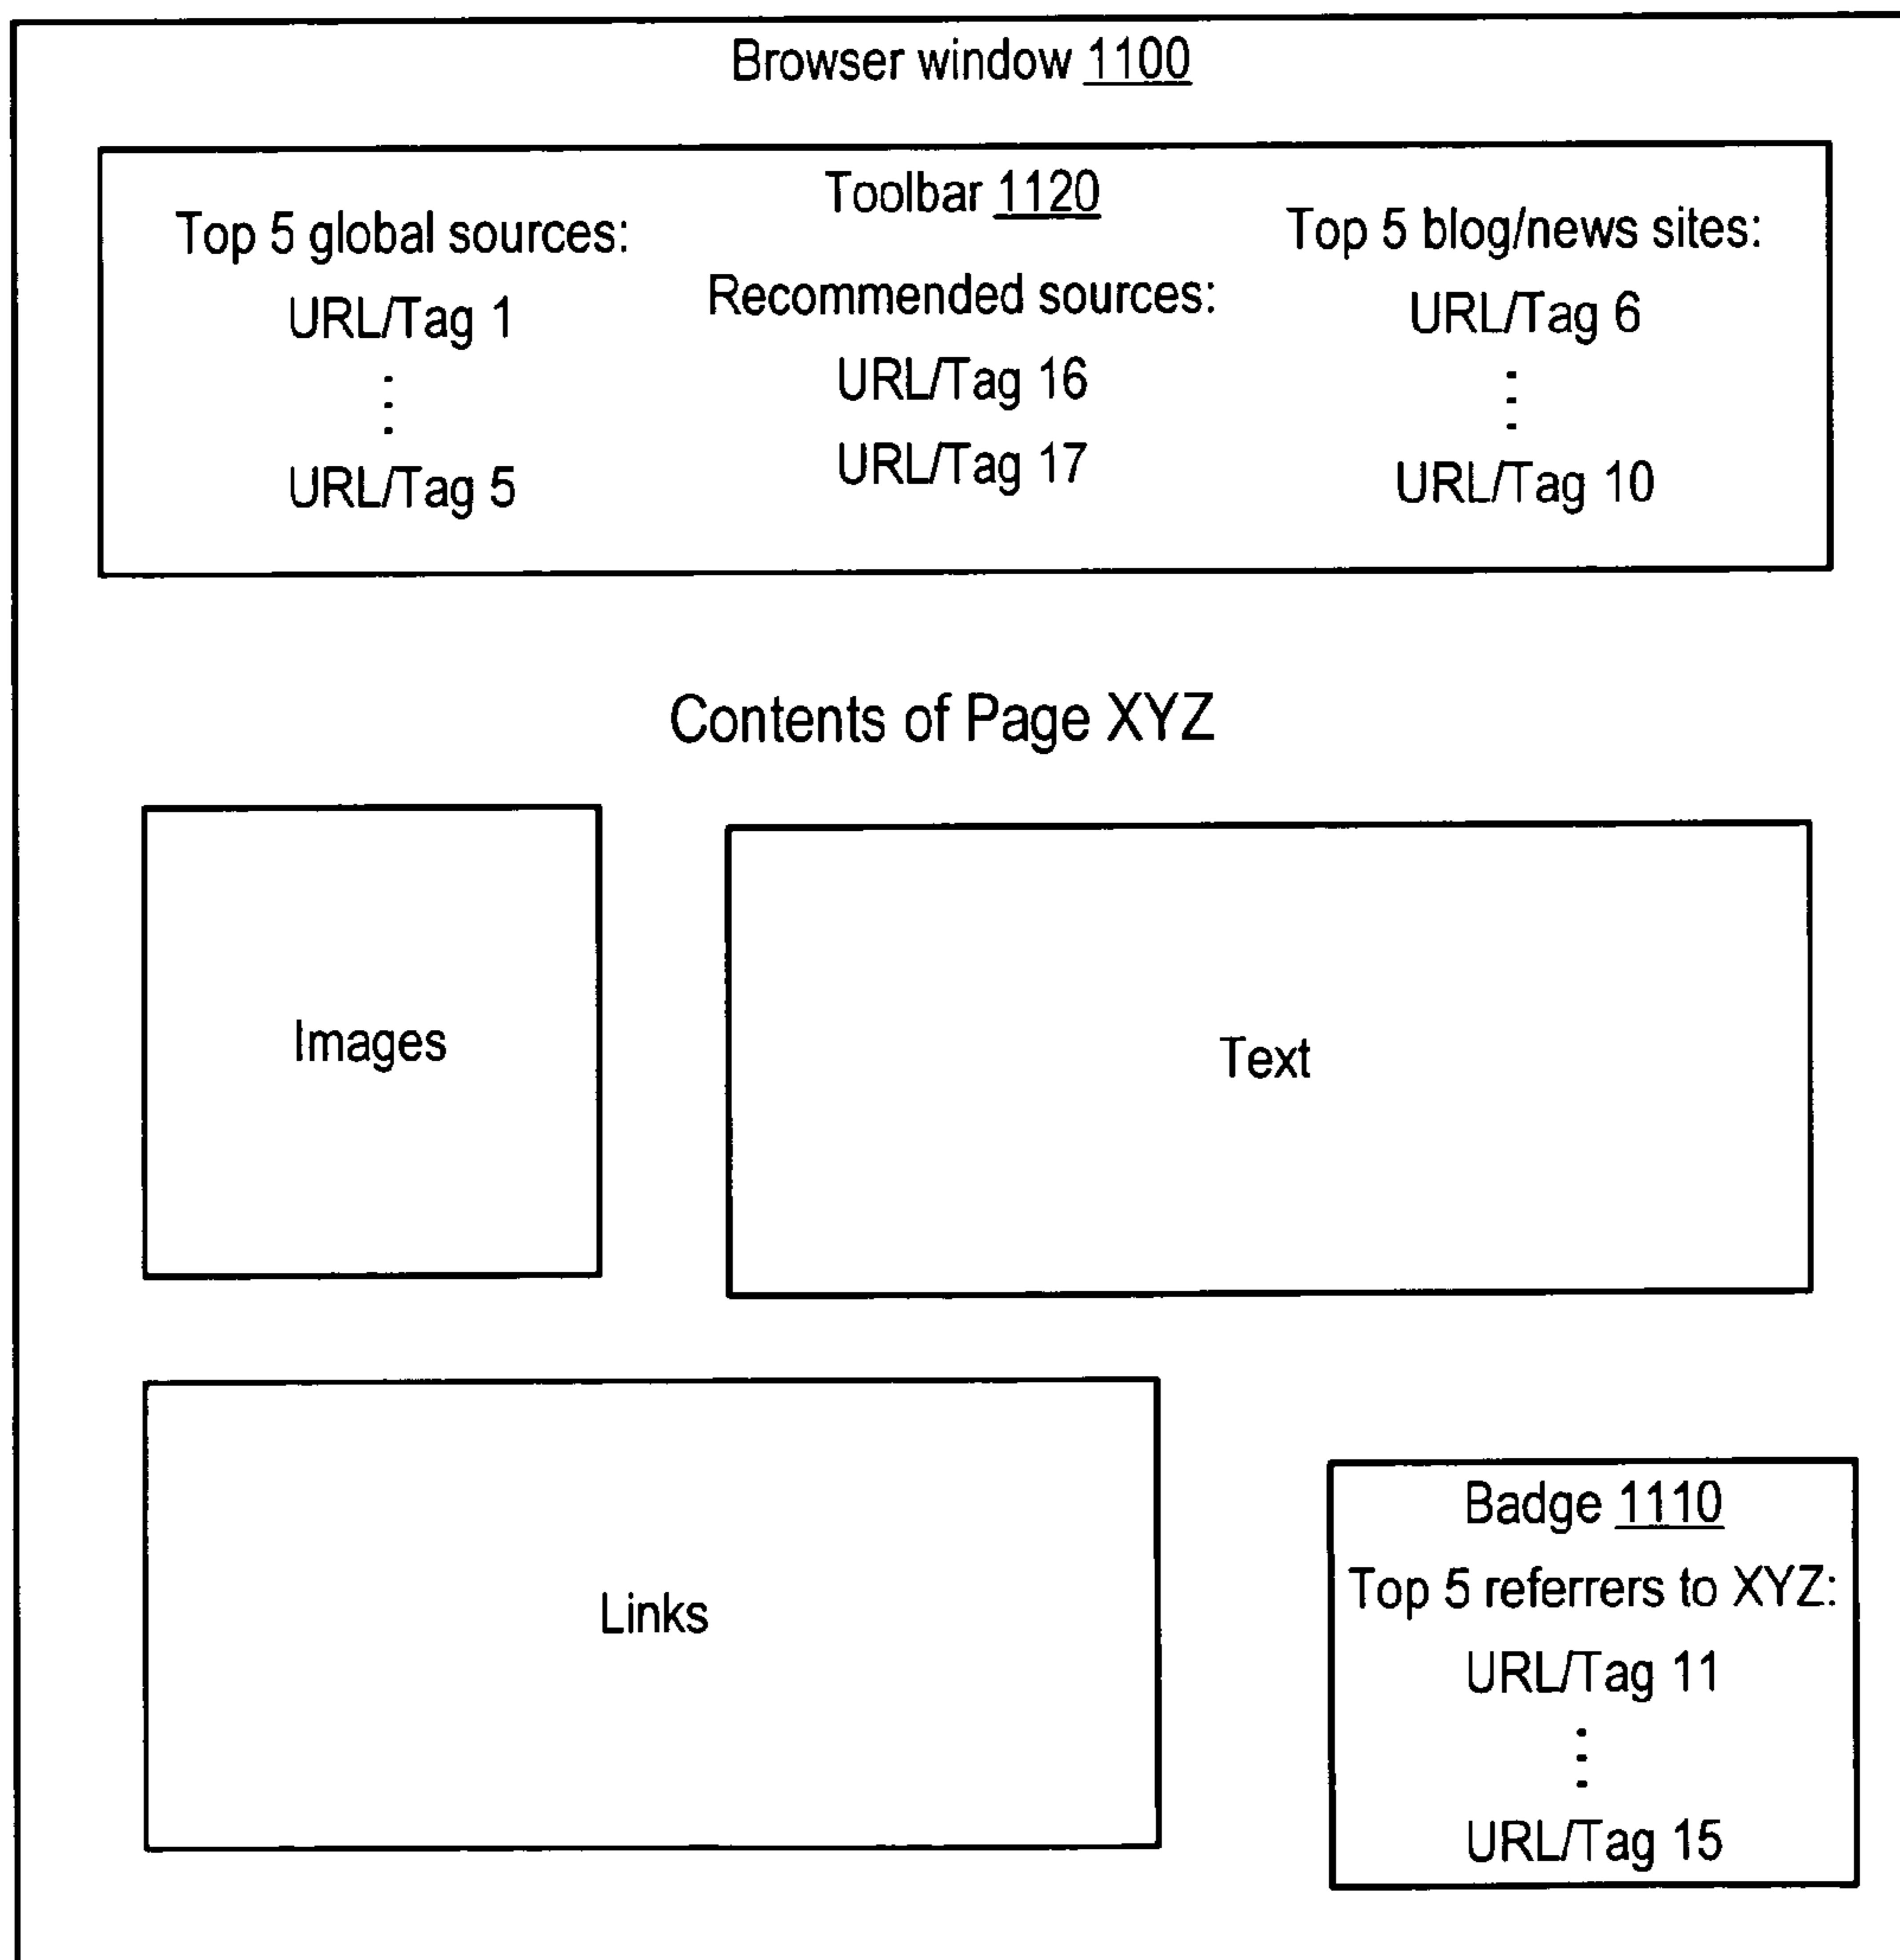 Browser window 1100
Toolbar 1120
Top 5 global sources:
URL/Tag 1
URL/Tag 5
Recommended sources:
URL/Tag 16
URL/Tag 17
Top 5 blog/news sites:
URL/Tag 6
URL/Tag 10
Contents of Page XYZ
Images
Text
Links
Badge 1110
Top 5 referrers to XYZ:
URL/Tag 11
URL/Tag 15